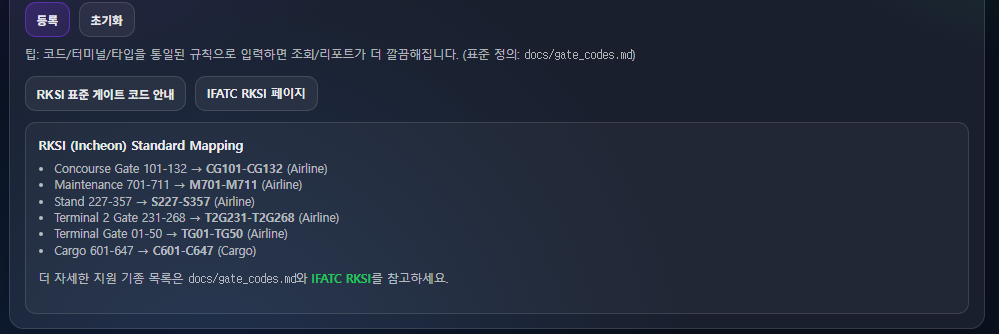 등록 초기화
팁: 코드/터미널/타입을 통일된 규칙으로 입력하면 조회/리포트가 더 깔끔해집니다. (표준 정의: docs/gate_codes.md)
RKSI 표준 게이트 코드 안내 IFATC RKSI 페이지
RKSI (Incheon) Standard Mapping
• Concourse Gate 101-132 → CG101-CG132 (Airline)
• Maintenance 701-711 → M701-M711 (Airline)
• Stand 227-357 → S227-S357 (Airline)
• Terminal 2 Gate 231-268 → T2G231-T2G268 (Airline)
• Terminal Gate 01-50 → TG01-TG50 (Airline)
• Cargo 601-647 → C601-C647 (Cargo)
더 자세한 지원 기종 목록은 docs/gate_codes.md와 IFATC RKSI를 참고하세요.